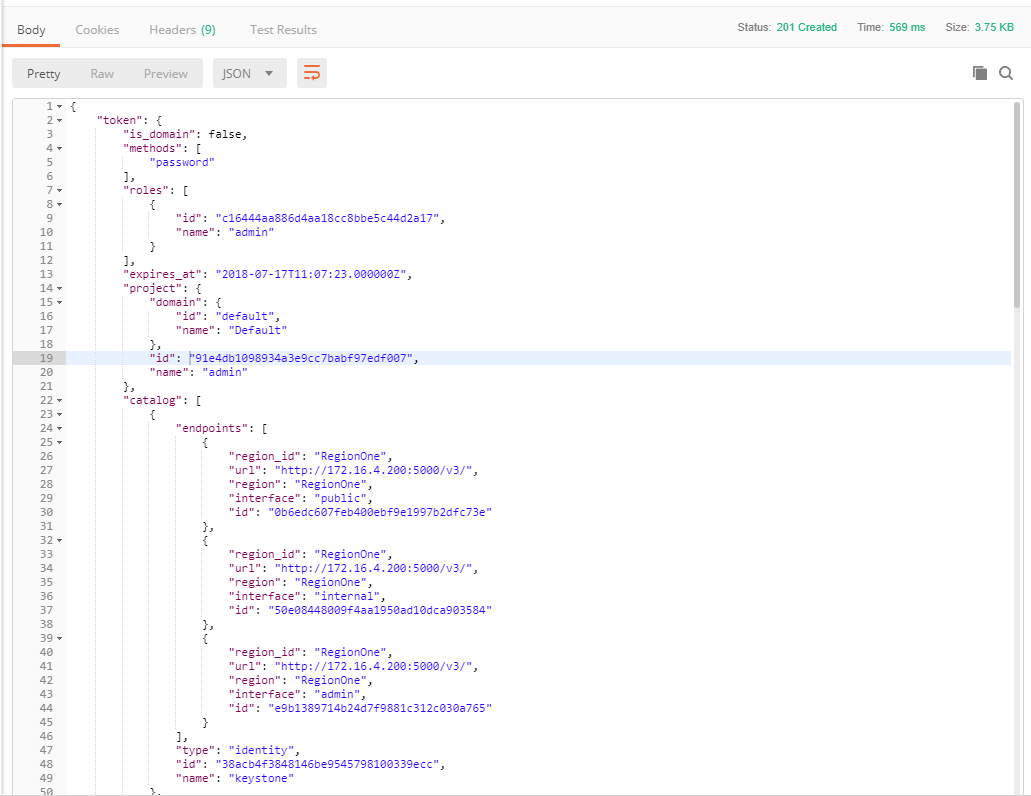 Body Cookies Headers (9) Test Results Status: 201 Created Time: 569 ms Size: 3.75 KB
Pretty Raw Preview JSON
1 {
2 "token": {
3 "is_domain": false,
4 "methods": [
5 "password"
6 ],
7 "roles": [
8 {
9 "id": "c16444aa886d4aa18cc8bbe5c44d2a17",
10 "name": "admin"
11 }
12 ],
13 "expires_at": "2018-07-17T11:07:23.000000Z",
14 "project": {
15 "domain": {
16 "id": "default",
17 "name": "Default"
18 },
19 "id": "91e4db1098934a3e9cc7babf97edf007",
20 "name": "admin"
21 },
22 "catalog": [
23 {
24 "endpoints": [
25 {
26 "region_id": "RegionOne",
27 "url": "http://172.16.4.200:5000/v3/",
28 "region": "RegionOne",
29 "interface": "public",
30 "id": "0b6edc607feb400ebf9e1997b2dfc73e"
31 },
32 {
33 "region_id": "RegionOne",
34 "url": "http://172.16.4.200:5000/v3/",
35 "region": "RegionOne",
36 "interface": "internal",
37 "id": "50e08448009f4aa1950ad10dca903584"
38 },
39 {
40 "region_id": "RegionOne",
41 "url": "http://172.16.4.200:5000/v3/",
42 "region": "RegionOne",
43 "interface": "admin",
44 "id": "e9b1389714b24d7f9881c312c030a765"
45 }
46 ],
47 "type": "identity",
48 "id": "38acb4f3848146be9545798100339ecc",
49 "name": "keystone"
50 },